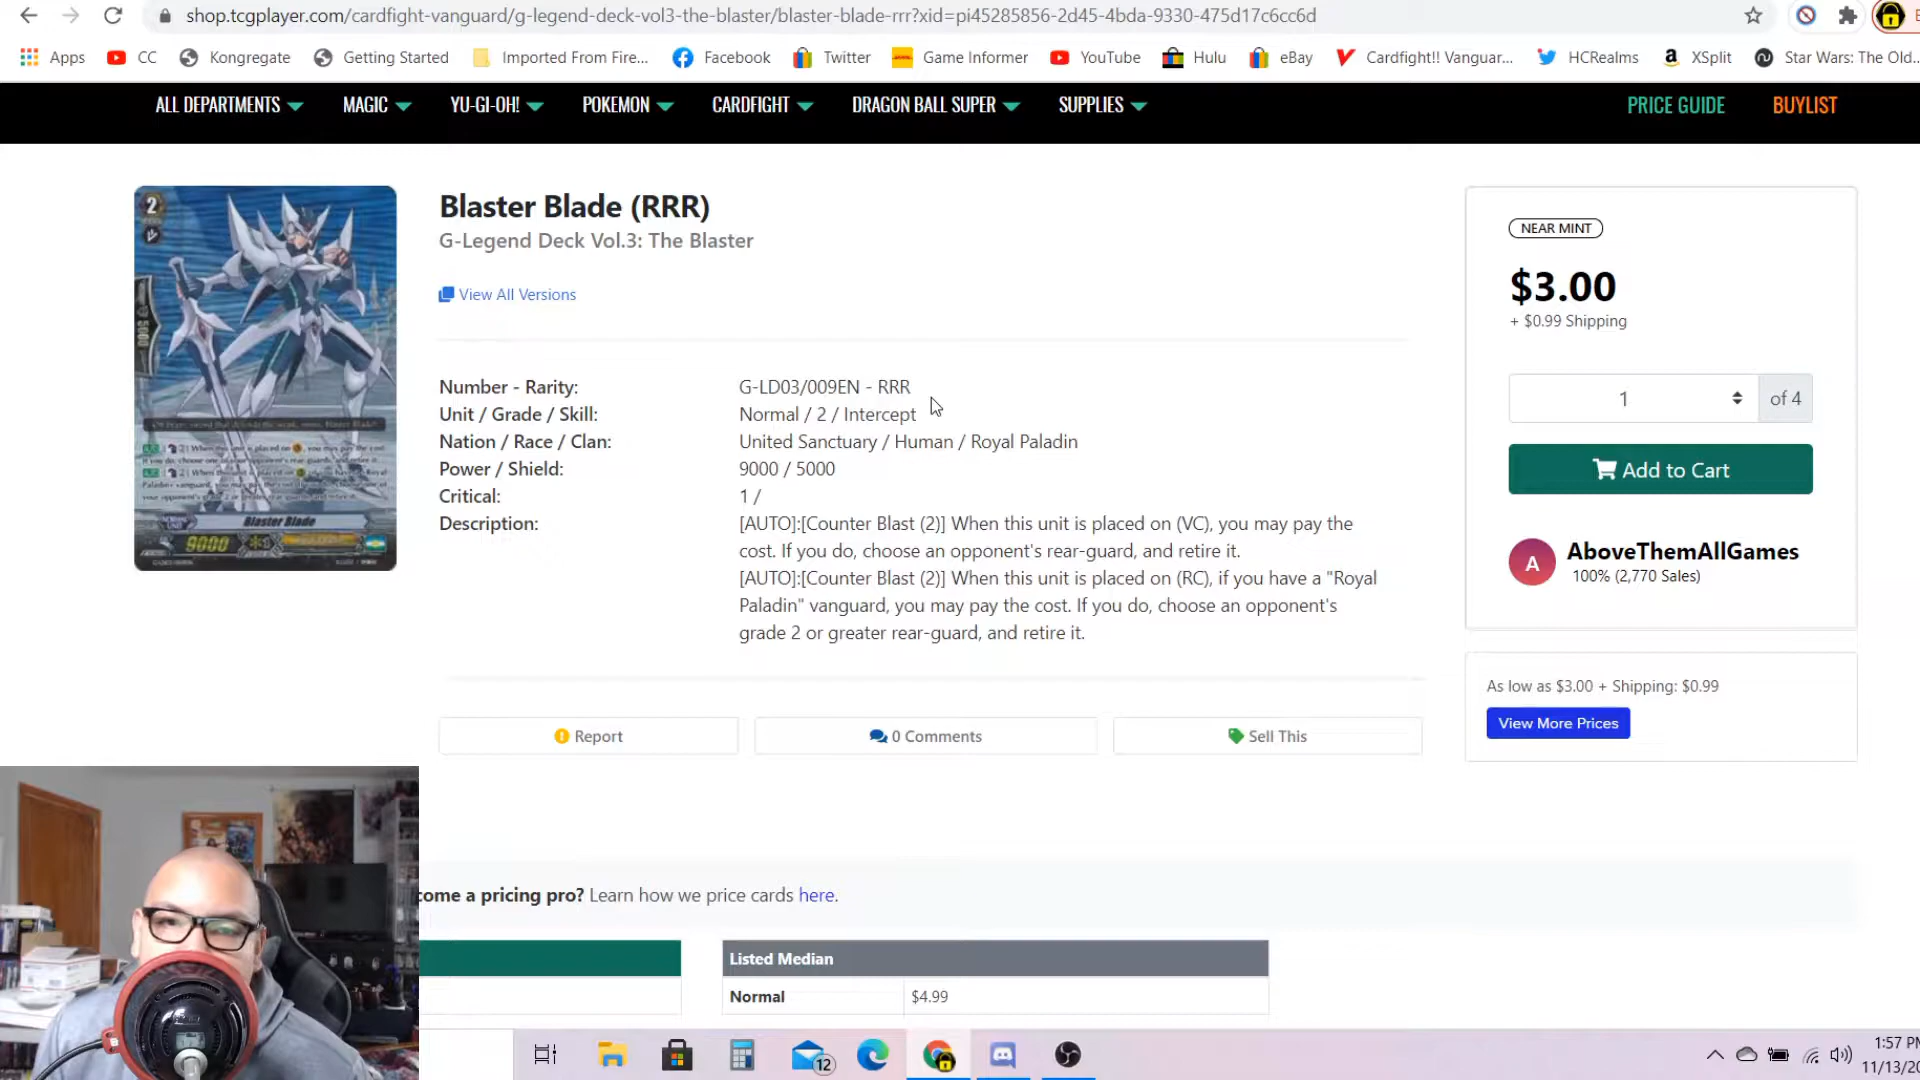 shop.tcgplayer.com/cardfight-vanguard/g-legend-deck-vol3-the-blaster/blaster-blade-rrr?xid=pi45285856-2d45-4bda-9330-475d17c6cc6d
Apps CC Kongregate Getting Started Imported From Fire... Facebook Twitter Game Informer YouTube Hulu eBay Cardfight!! Vanguar... HCRealms XSplit Star Wars: The Old...
ALL DEPARTMENTS MAGIC YU-GI-OH! POKEMON CARDFIGHT DRAGON BALL SUPER SUPPLIES PRICE GUIDE BUYLIST
2
5000
Blaster Blade
9000
Blaster Blade (RRR)
G-Legend Deck Vol.3: The Blaster
View All Versions
Number - Rarity: G-LD03/009EN - RRR
Unit / Grade / Skill: Normal / 2 / Intercept
Nation / Race / Clan: United Sanctuary / Human / Royal Paladin
Power / Shield: 9000 / 5000
Critical: 1 /
Description: [AUTO]:[Counter Blast (2)] When this unit is placed on (VC), you may pay the
cost. If you do, choose an opponent's rear-guard, and retire it.
[AUTO]:[Counter Blast (2)] When this unit is placed on (RC), if you have a "Royal
Paladin" vanguard, you may pay the cost. If you do, choose an opponent's
grade 2 or greater rear-guard, and retire it.
Report 0 Comments Sell This
NEAR MINT
$3.00
+ $0.99 Shipping
1 of 4
Add to Cart
A
AboveThemAllGames
100% (2,770 Sales)
As low as $3.00 + Shipping: $0.99
View More Prices
come a pricing pro? Learn how we price cards here.
Listed Median
Normal $4.99
12
1:57 PM
11/13/20